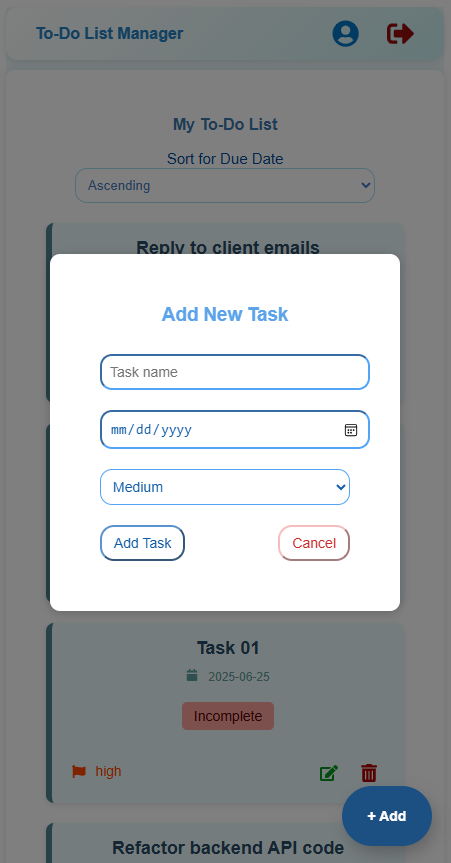 To-Do List Manager
My To-Do List
Sort for Due Date
Ascending
Reply to client emails
Add New Task
Task name
mm/dd/yyyy
Medium
Add Task
Cancel
Task 01
2025-06-25
Incomplete
high
+ Add
Refactor backend API code